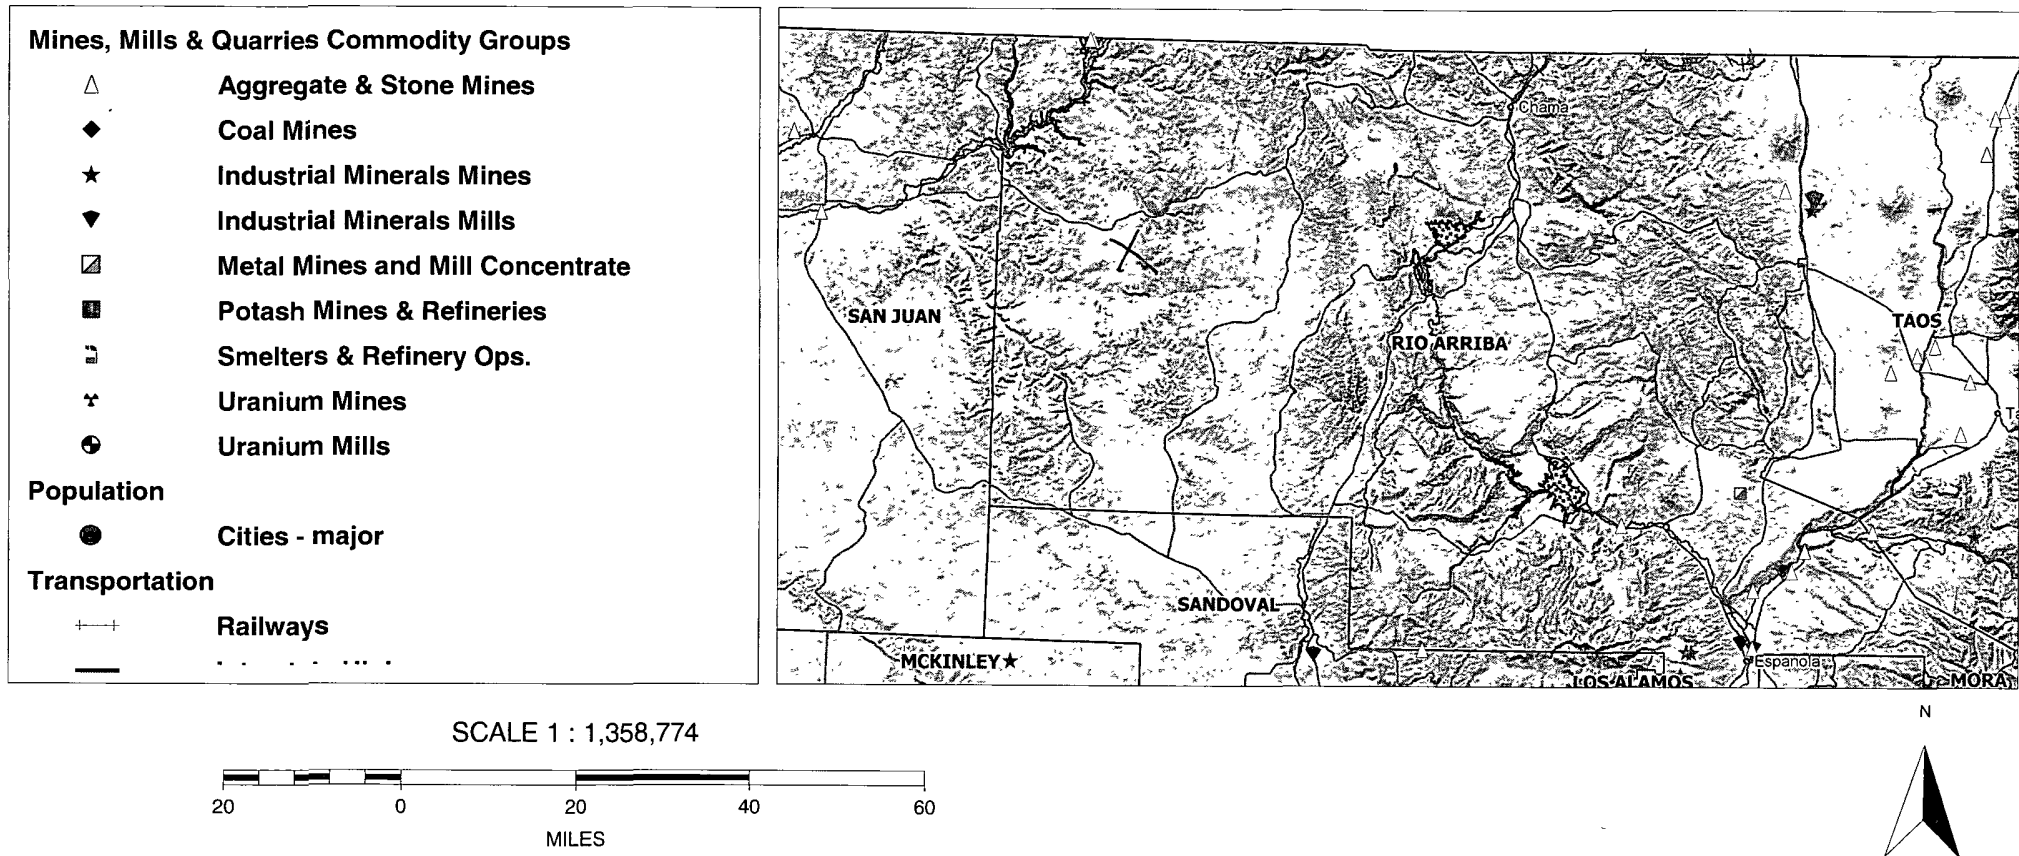 Mines, Mills & Quarries Commodity Groups
Aggregate & Stone Mines
Coal Mines
Industrial Minerals Mines
Industrial Minerals Mills
Metal Mines and Mill Concentrate
Potash Mines & Refineries
Smelters & Refinery Ops.
Uranium Mines
Uranium Mills
Population
Cities - major
Transportation
Railways
Chama
SAN JUAN
TAOS
RIO ARRIBA
Ta
SANDOVAL
MCKINLEY
Espanola
LOS ALAMOS
MORA
SCALE 1 : 1,358,774
20 0 20 40 60
MILES
N